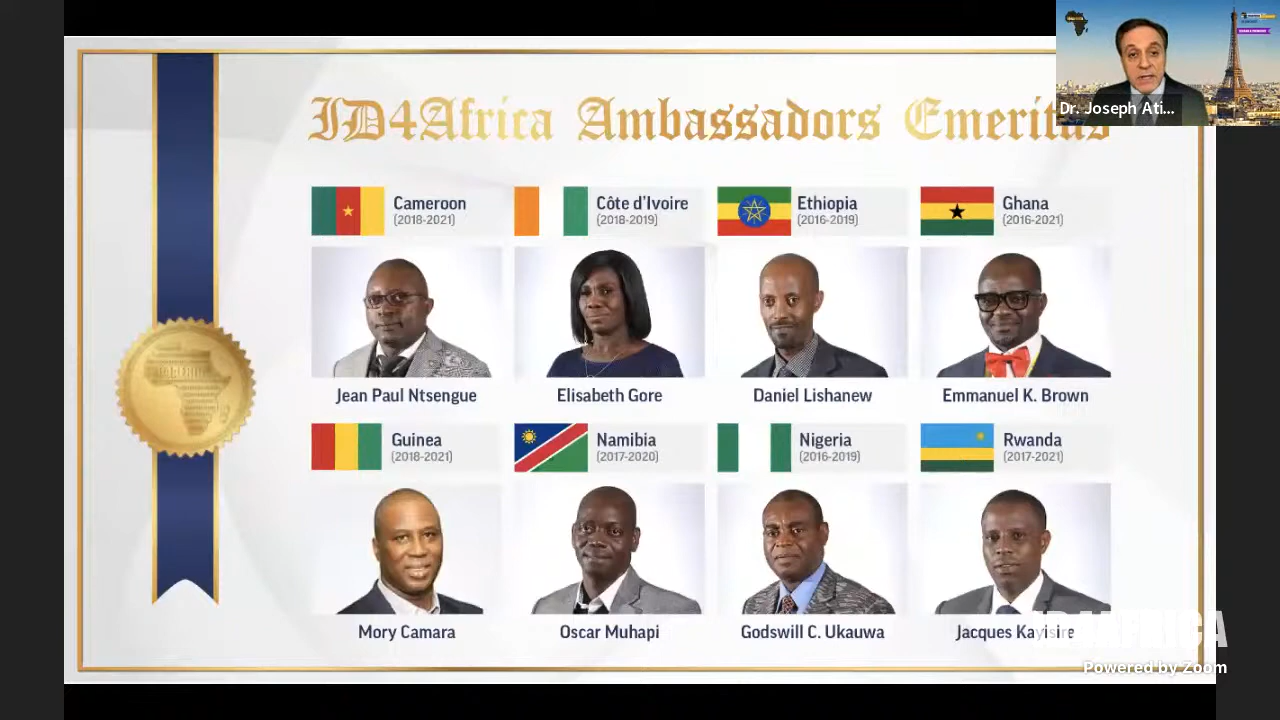 ID4Africa Ambassadors Emeritus
Dr. Joseph Ati...
Cameroon
(2018-2021)
Côte d'Ivoire
(2018-2019)
Ethiopia
(2016-2019)
Ghana
(2016-2021)
Jean Paul Ntsengue
Elisabeth Gore
Daniel Lishanew
Emmanuel K. Brown
Guinea
(2018-2021)
Namibia
(2017-2020)
Nigeria
(2016-2019)
Rwanda
(2017-2021)
Mory Camara
Oscar Muhapi
Godswill C. Ukauwa
Jacques Kayisire
ID4AFRICA
Powered by Zoom